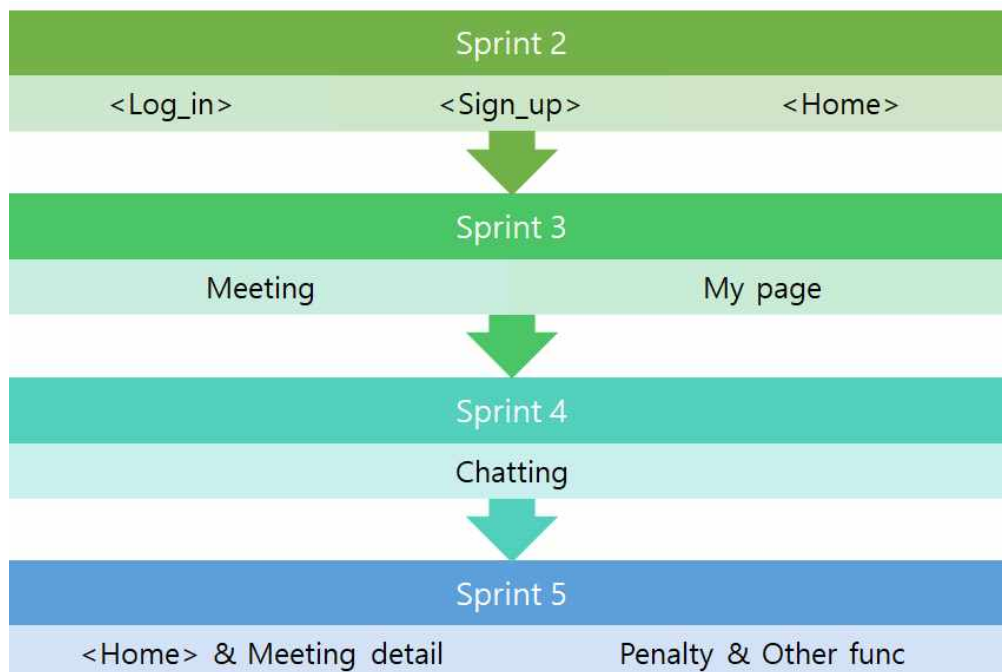 Sprint 2
<Log_in> <Sign_up> <Home>
Sprint 3
Meeting My page
Sprint 4
Chatting
Sprint 5
<Home> & Meeting detail Penalty & Other func